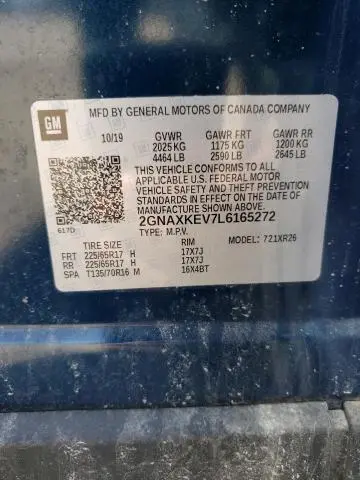 MFD BY GENERAL MOTORS OF CANADA COMPANY
GM
10/19 GVWR GAWR FRT GAWR RR
2025 KG 1175 KG 1200 KG
4464 LB 2590 LB 2645 LB
THIS VEHICLE CONFORMS TO ALL
APPLICABLE U.S. FEDERAL MOTOR
VEHICLE SAFETY AND THEFT PREVENTION
STANDARDS IN EFFECT ON THE DATE OF
MANUFACTURE SHOWN ABOVE.
617D 2GNAXKEV7L6165272
TYPE: M.P.V. MODEL: 721XR26
TIRE SIZE RIM
FRT 225/65R17 H 17X7J
RR 225/65R17 H 17X7J
SPA T135/70R16 M 16X4BT